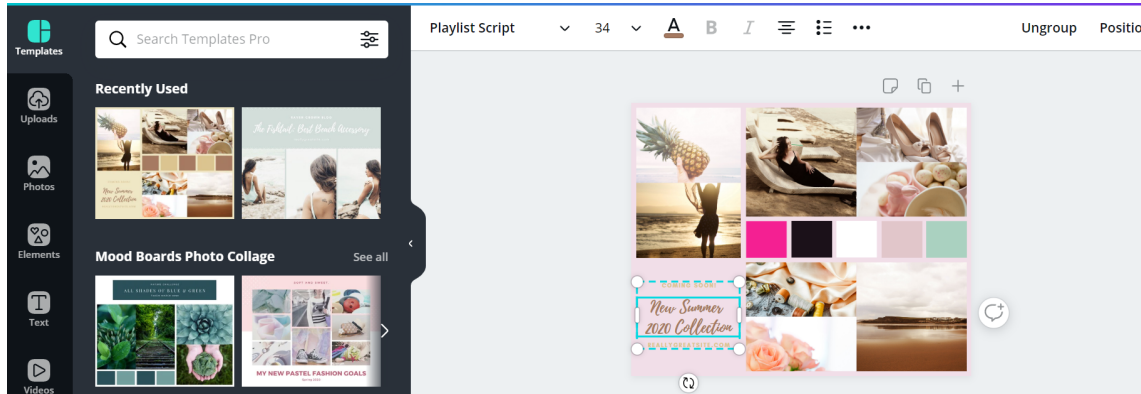 Playlist Script
34
A
B
I
Ungroup
Positio
Templates
Search Templates Pro
Uploads
Photos
Elements
Text
T
Videos
Recently Used
New Summer
2020 Collection
The Fishtail: Best Beach Accessory
Mood Boards Photo Collage
See all
ALL SHADES OF BLUE & GREEN
MY NEW PASTEL FASHION GOALS
COMING SOON!
New Summer
2020 Collection
REALLYGREATSITE.COM